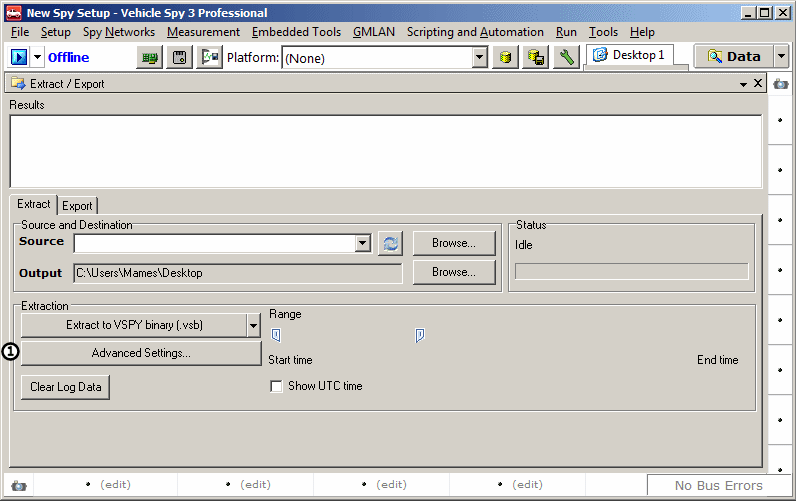 New Spy Setup - Vehicle Spy 3 Professional
File Setup Spy Networks Measurement Embedded Tools GMLAN Scripting and Automation Run Tools Help
Offline Platform: (None) Desktop 1 Data
Extract / Export
Results
Extract Export
Source and Destination Status
Source Browse... Idle
Output C:\Users\Mames\Desktop Browse...
Extraction
Extract to VSPY binary (.vsb) Range
1 Advanced Settings... Start time End time
Clear Log Data Show UTC time
(edit) (edit) (edit) (edit) No Bus Errors